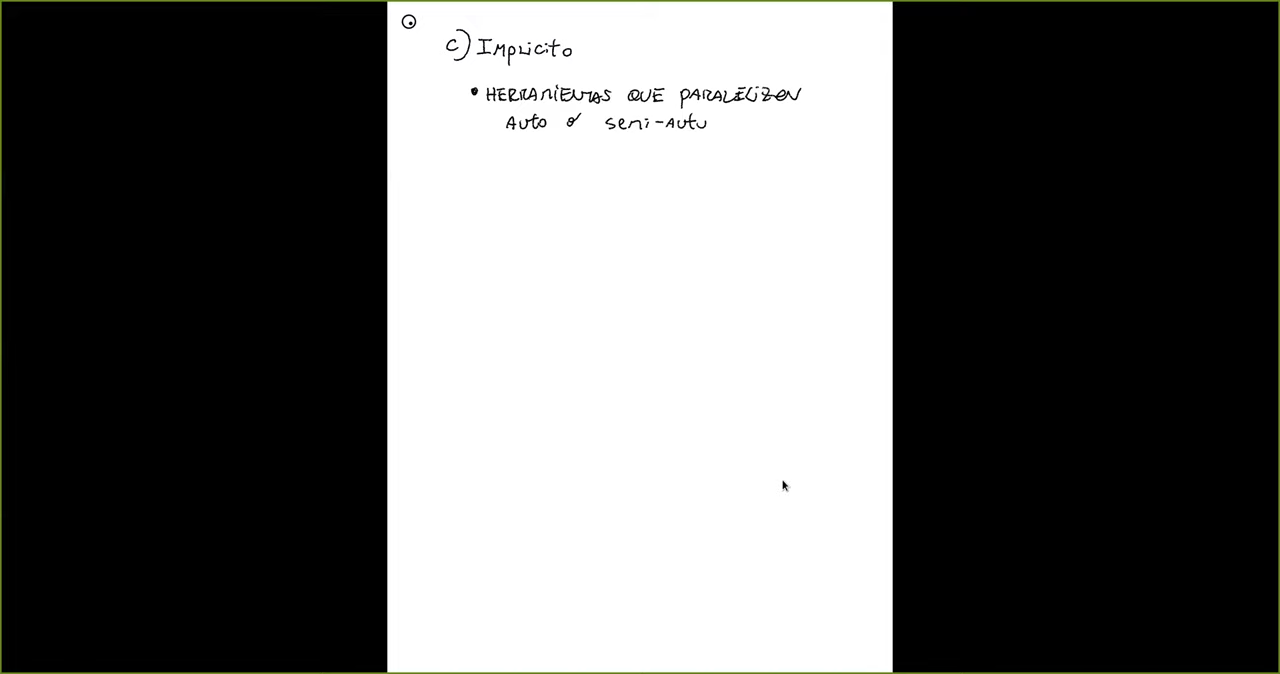 c) Implicito
• HERRAMIENTAS QUE PARALELIZEN
AUTO o semi-AUTO